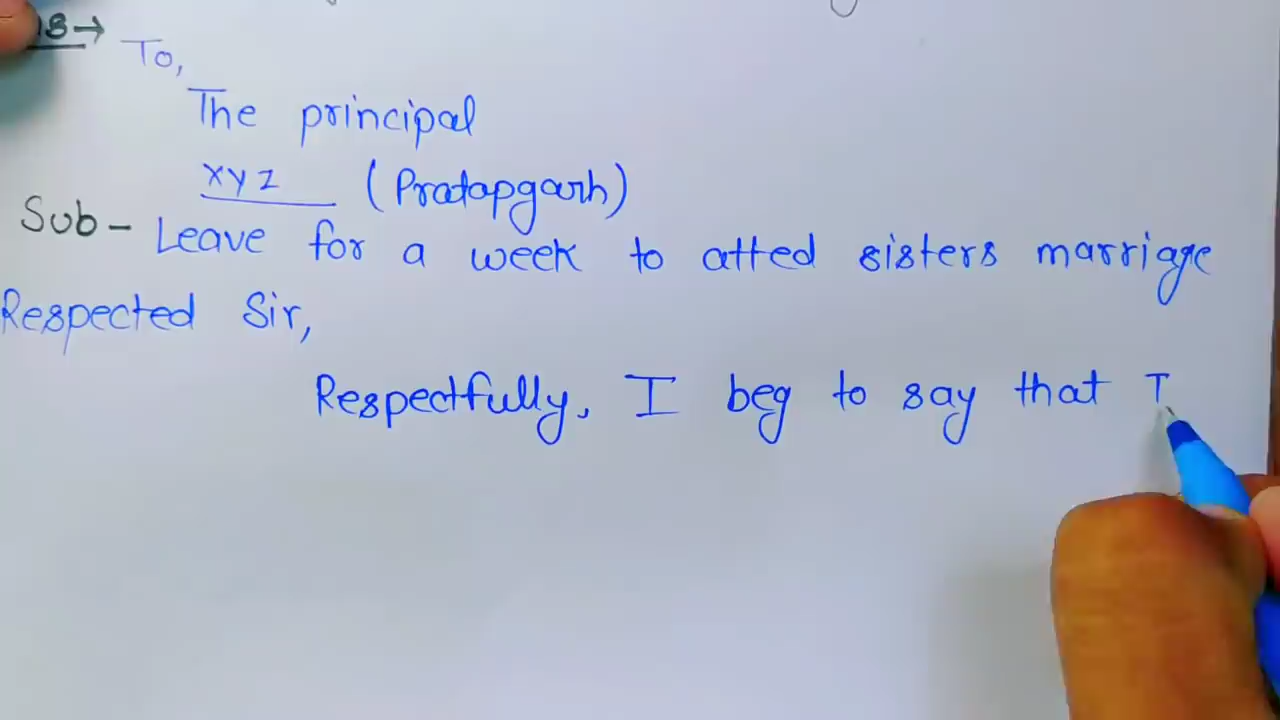 To,
The principal
xyz (Pratapgarh)
Sub- Leave for a week to atted sisters marriage
Respected Sir,
Respectfully, I beg to say that I